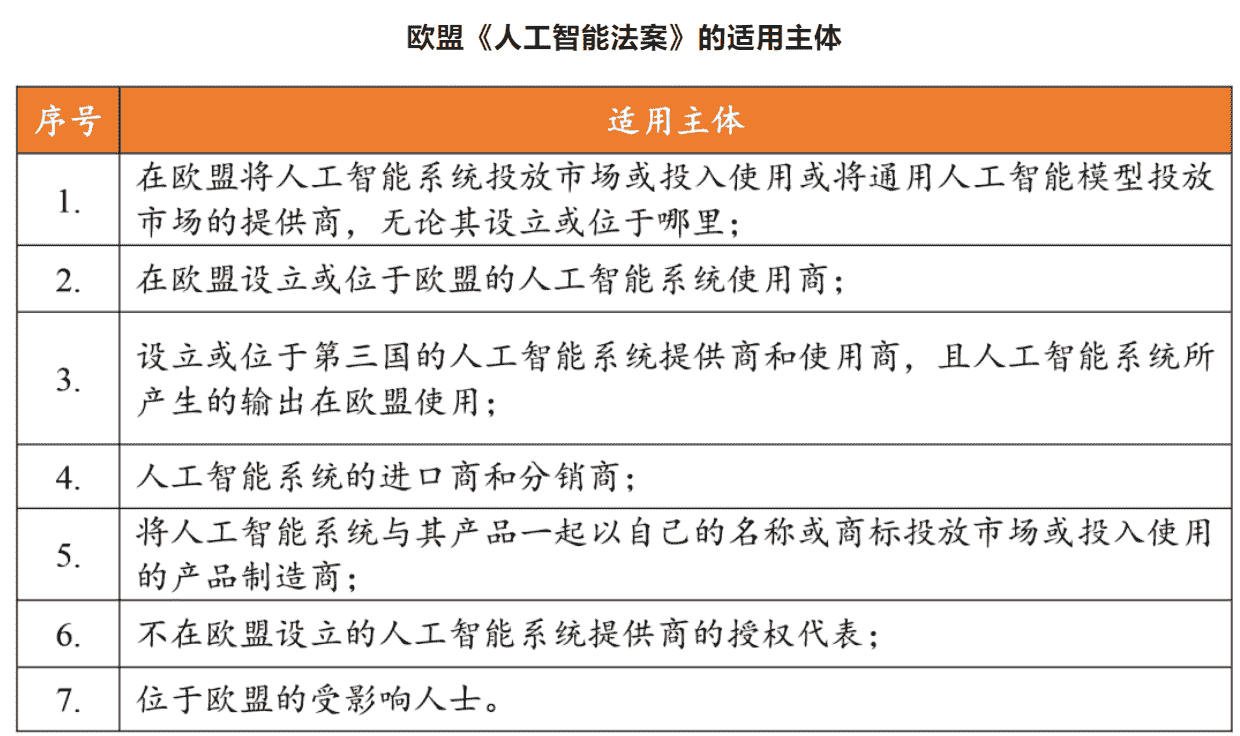 欧盟《人工智能法案》的适用主体
序号 适用主体
1. 在欧盟将人工智能系统投放市场或投入使用或将通用人工智能模型投放
市场的提供商，无论其设立或位于哪里；
2. 在欧盟设立或位于欧盟的人工智能系统使用商；
3. 设立或位于第三国的人工智能系统提供商和使用商，且人工智能系统所
产生的输出在欧盟使用；
4. 人工智能系统的进口商和分销商；
5. 将人工智能系统与其产品一起以自己的名称或商标投放市场或投入使用
的产品制造商；
6. 不在欧盟设立的人工智能系统提供商的授权代表；
7. 位于欧盟的受影响人士。